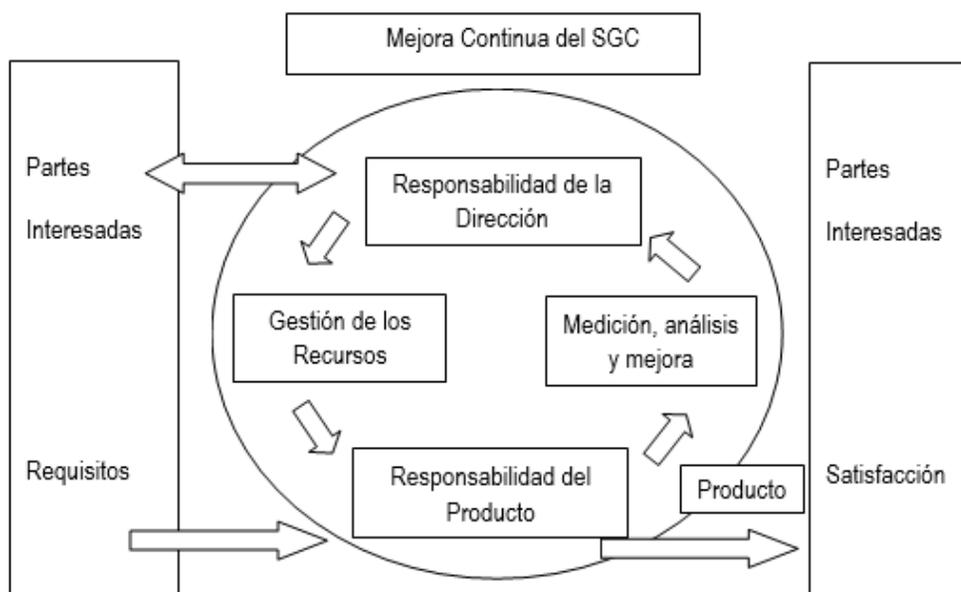 Mejora Continua del SGC
Partes
Interesadas
Requisitos
Responsabilidad de la
Dirección
Gestión de los
Recursos
Medición, análisis
y mejora
Responsabilidad del
Producto
Producto
Partes
Interesadas
Satisfacción